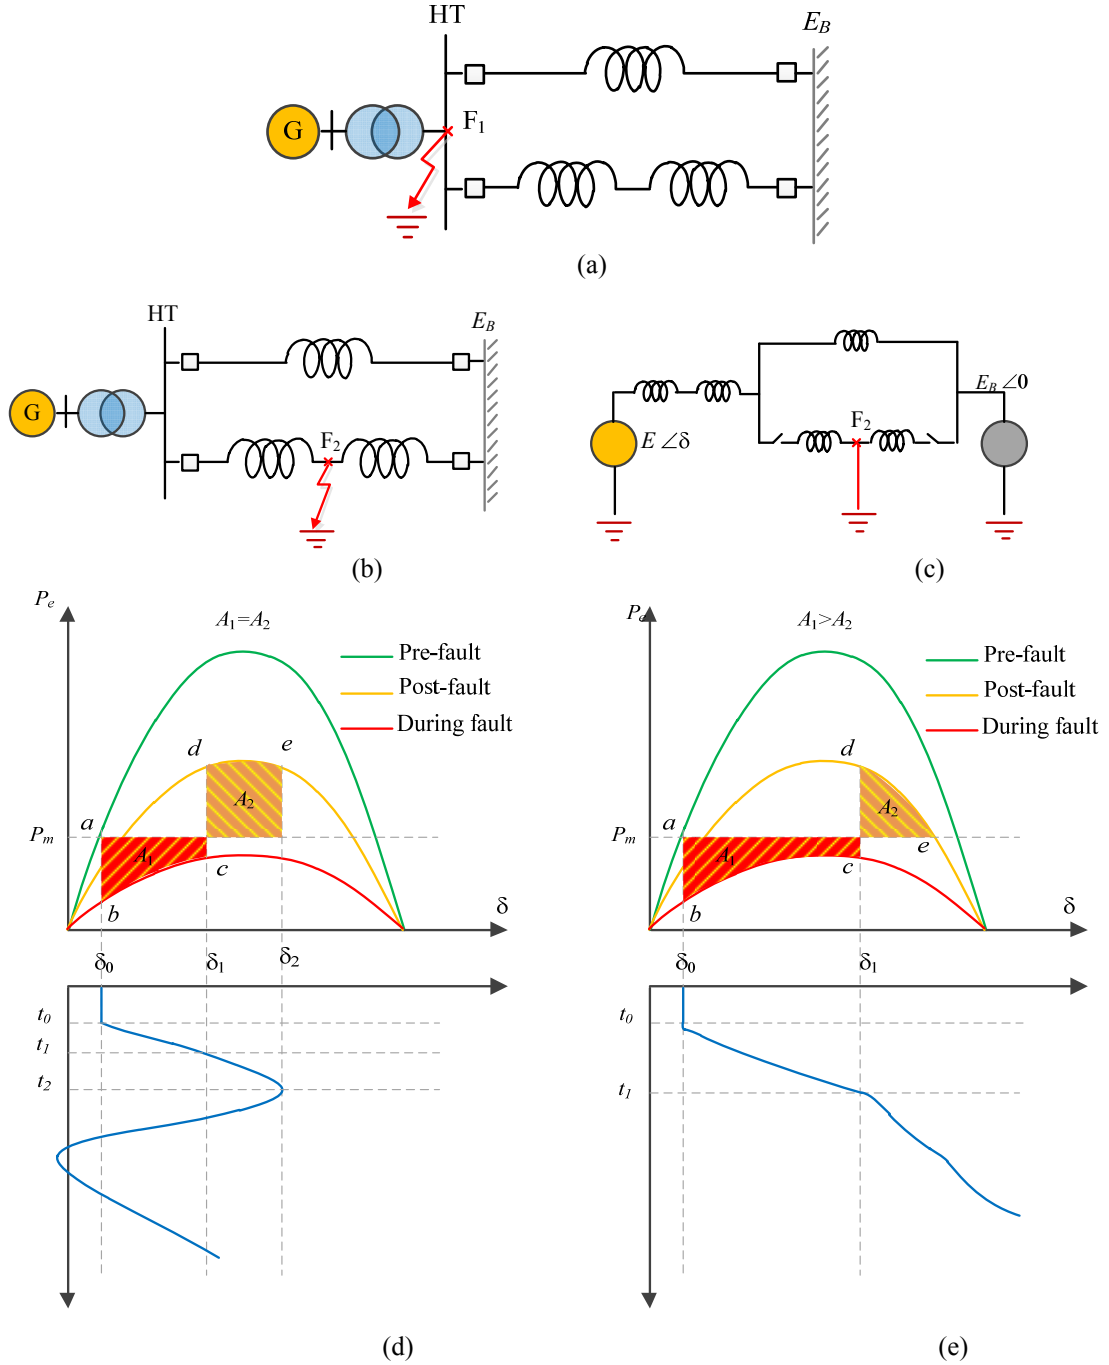 HT
E_B
G
F₁
(a)
HT
E_B
G
F₂
(b)
E_B ∠0
E ∠δ
F₂
(c)
P_e
A₁=A₂
Pre-fault
Post-fault
During fault
d
e
A₂
a
P_m
A₁
c
b
δ
δ₀
δ₁
δ₂
t₀
t₁
t₂
(d)
P_e
A₁>A₂
Pre-fault
Post-fault
During fault
d
A₂
a
P_m
A₁
e
c
b
δ
δ₀
δ₁
t₀
t₁
(e)